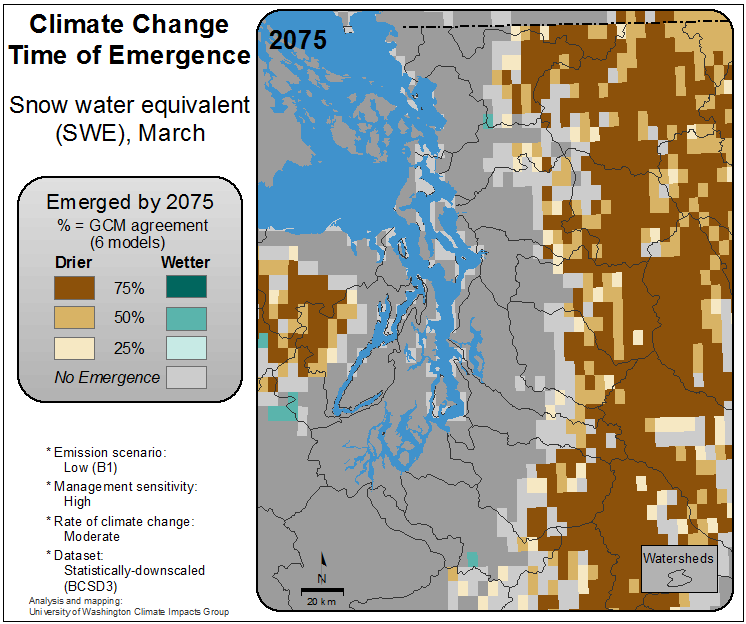 Climate Change
Time of Emergence
Snow water equivalent
(SWE), March
Emerged by 2075
% = GCM agreement
(6 models)
Drier Wetter
75%
50%
25%
No Emergence
* Emission scenario:
Low (B1)
* Management sensitivity:
High
* Rate of climate change:
Moderate
* Dataset:
Statistically-downscaled
(BCSD3)
Analysis and mapping:
University of Washington Climate Impacts Group
2075
N
20 km
Watersheds